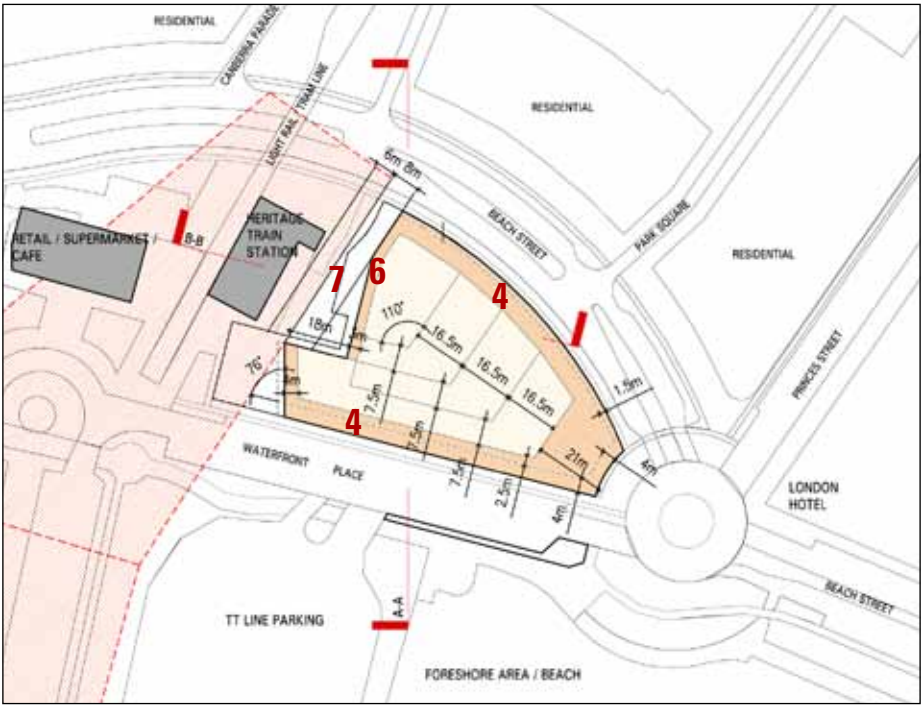 RESIDENTIAL
CANBERRA PARADE
LIGHT RAIL TRAM LINE
RESIDENTIAL
6m 8m
BEACH STREET
PARK SQUARE
HERITAGE
TRAIN
STATION
RETAIL / SUPERMARKET /
CAFE
B-B
RESIDENTIAL
7
6
4
110°
18m
16.5m
16.5m
16.5m
76°
7.5m
7.5m
7.5m
2.5m
4m
21m
4m
1.5m
4
PRINCES STREET
WATERFRONT PLACE
LONDON
HOTEL
BEACH STREET
A-A
TT LINE PARKING
FORESHORE AREA / BEACH